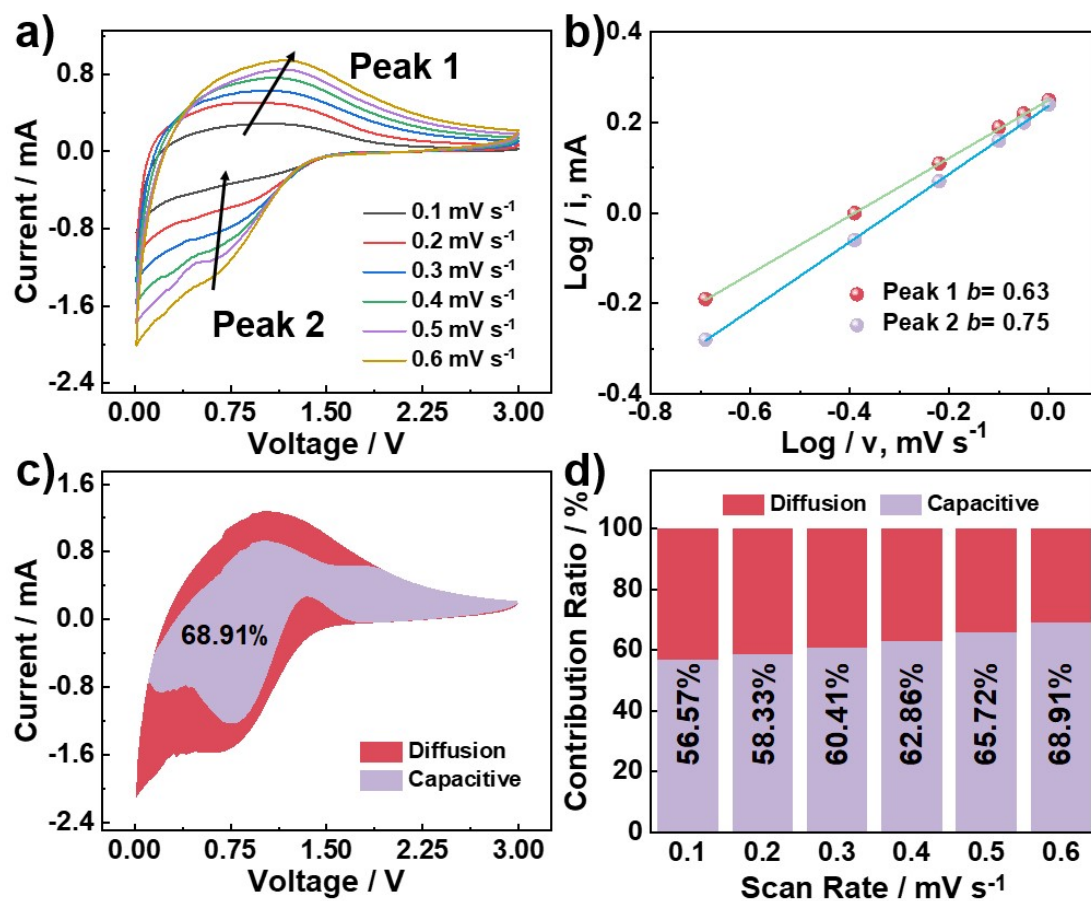 a)
Peak 1
Peak 2
0.1 mV s⁻¹
0.2 mV s⁻¹
0.3 mV s⁻¹
0.4 mV s⁻¹
0.5 mV s⁻¹
0.6 mV s⁻¹
0.8
0.0
-0.8
-1.6
-2.4
Current / mA
0.00 0.75 1.50 2.25 3.00
Voltage / V
b)
0.4
0.2
0.0
-0.2
-0.4
Log / i, mA
Peak 1 b= 0.63
Peak 2 b= 0.75
-0.8 -0.6 -0.4 -0.2 0.0
Log / v, mV s⁻¹
c)
1.6
0.8
0.0
-0.8
-1.6
-2.4
Current / mA
68.91%
Diffusion
Capacitive
0.00 0.75 1.50 2.25 3.00
Voltage / V
d)
Diffusion Capacitive
100
80
60
40
20
0
Contribution Ratio / %
56.57%
58.33%
60.41%
62.86%
65.72%
68.91%
0.1 0.2 0.3 0.4 0.5 0.6
Scan Rate / mV s⁻¹